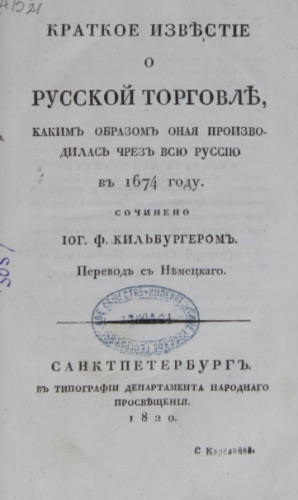 КРАТКОЕ ИЗВѢСТІЕ
О
РУССКОЙ ТОРГОВЛѢ,
КАКИМЪ ОБРАЗОМЪ ОНАЯ ПРОИЗВО-
ДИЛАСЬ ЧРЕЗЪ ВСЮ РУССІЮ
ВЪ 1674 ГОДУ.
СОЧИНЕНО
ІОГ. Ф. КИЛЬБУРГЕРОМЪ.
Переводъ съ Нѣмецкаго.
САНКТПЕТЕРБУРГЪ.
ВЪ ТИПОГРАФІИ ДЕПАРТАМЕНТА НАРОДНАГО
ПРОСВѢЩЕНІЯ.
1820.